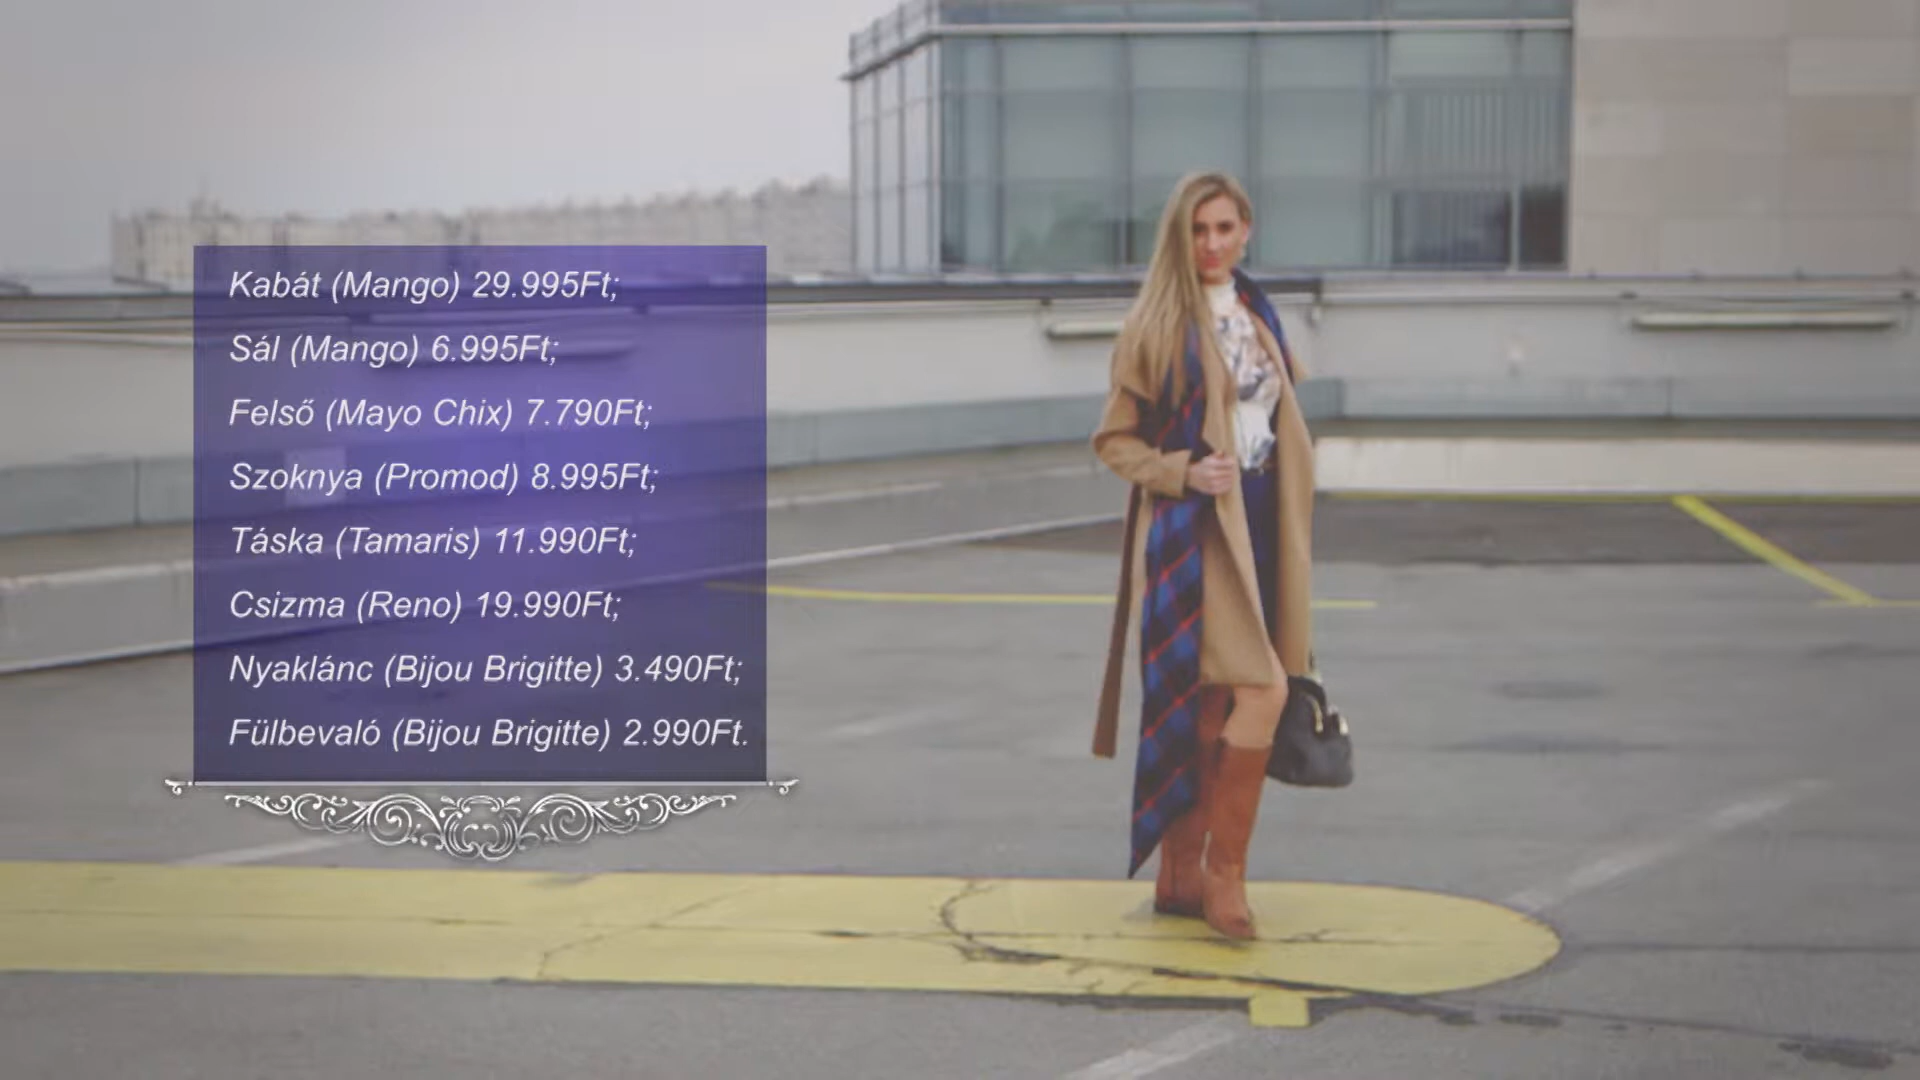 Kabát (Mango) 29.995Ft;
Sál (Mango) 6.995Ft;
Felső (Mayo Chix) 7.790Ft;
Szoknya (Promod) 8.995Ft;
Táska (Tamaris) 11.990Ft;
Csizma (Reno) 19.990Ft;
Nyaklánc (Bijou Brigitte) 3.490Ft;
Fülbevaló (Bijou Brigitte) 2.990Ft.